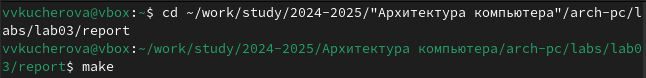 vvkucherova@vbox:~$ cd ~/work/study/2024-2025/"Архитектура компьютера"/arch-pc/l
abs/lab03/report
vvkucherova@vbox:~/work/study/2024-2025/Архитектура компьютера/arch-pc/labs/lab0
3/report$ make